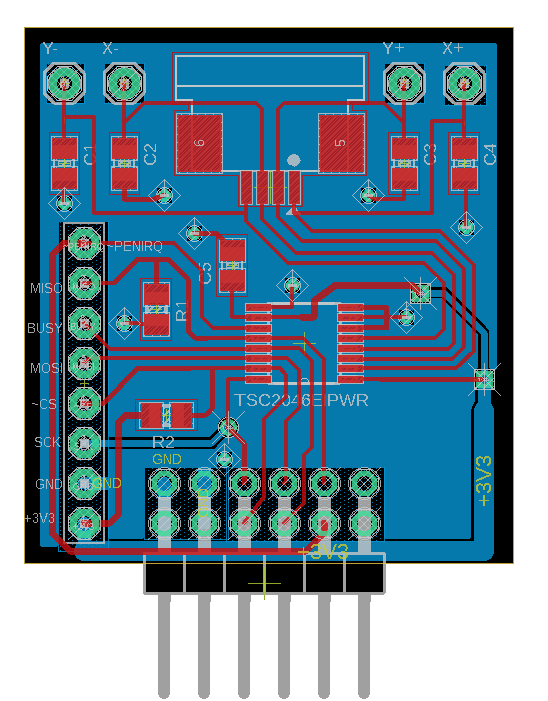 Y-
X-
Y+
X+
C1
C2
6
5
C3
C4
~PENIRQ
C5
MISO
R1
BUSY
MOSI
~CS
TSC2046EIPWR
SCK
R2
GND
GND
GND
+3V3
+3V3
+3V3